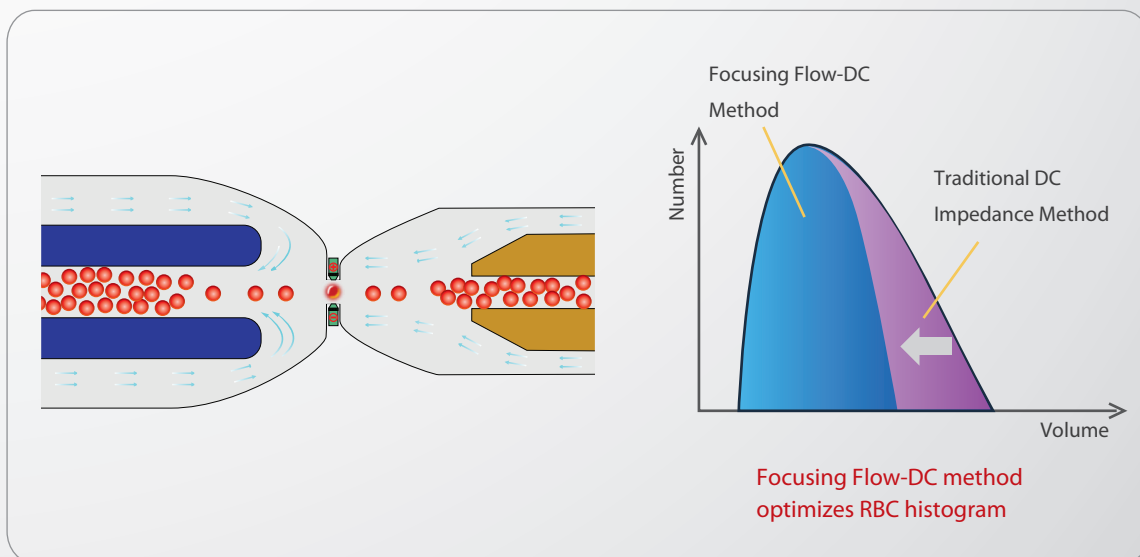 Focusing Flow-DC
Method
Traditional DC
Impedance Method
Number
Volume
Focusing Flow-DC method
optimizes RBC histogram